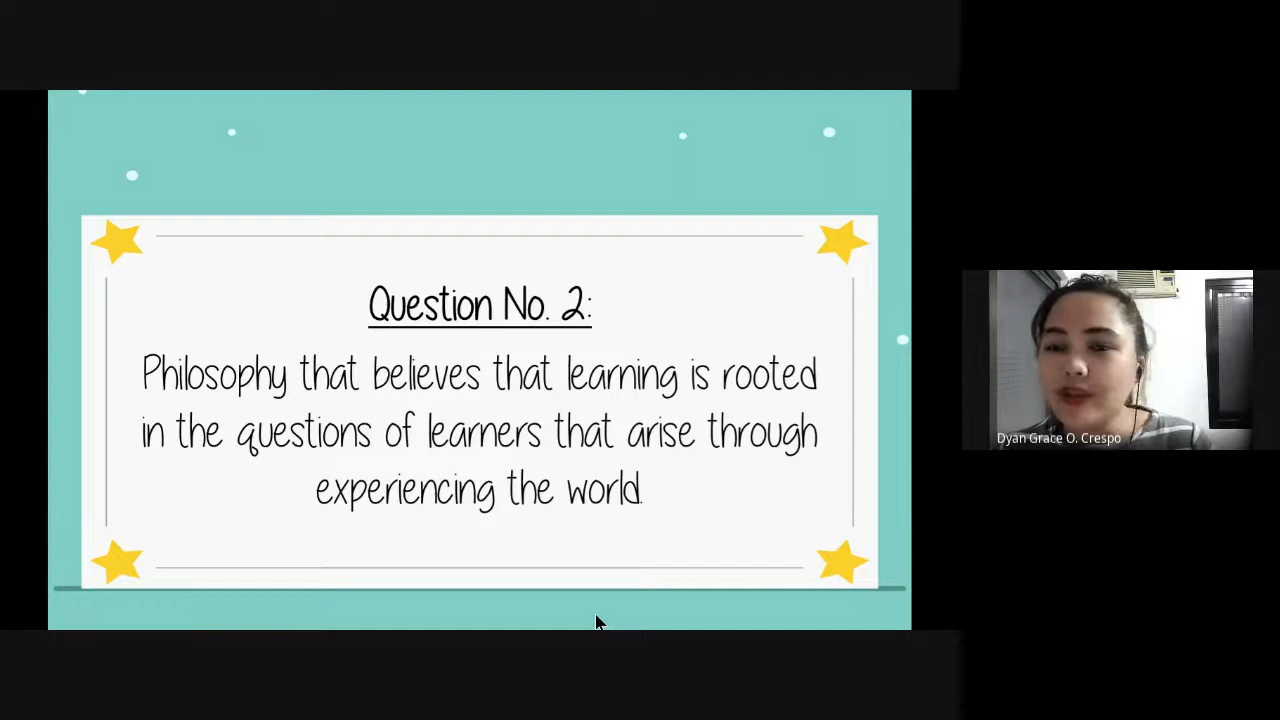 Question No. 2:
Philosophy that believes that learning is rooted
in the questions of learners that arise through
experiencing the world.
Dyan Grace O. Crespo